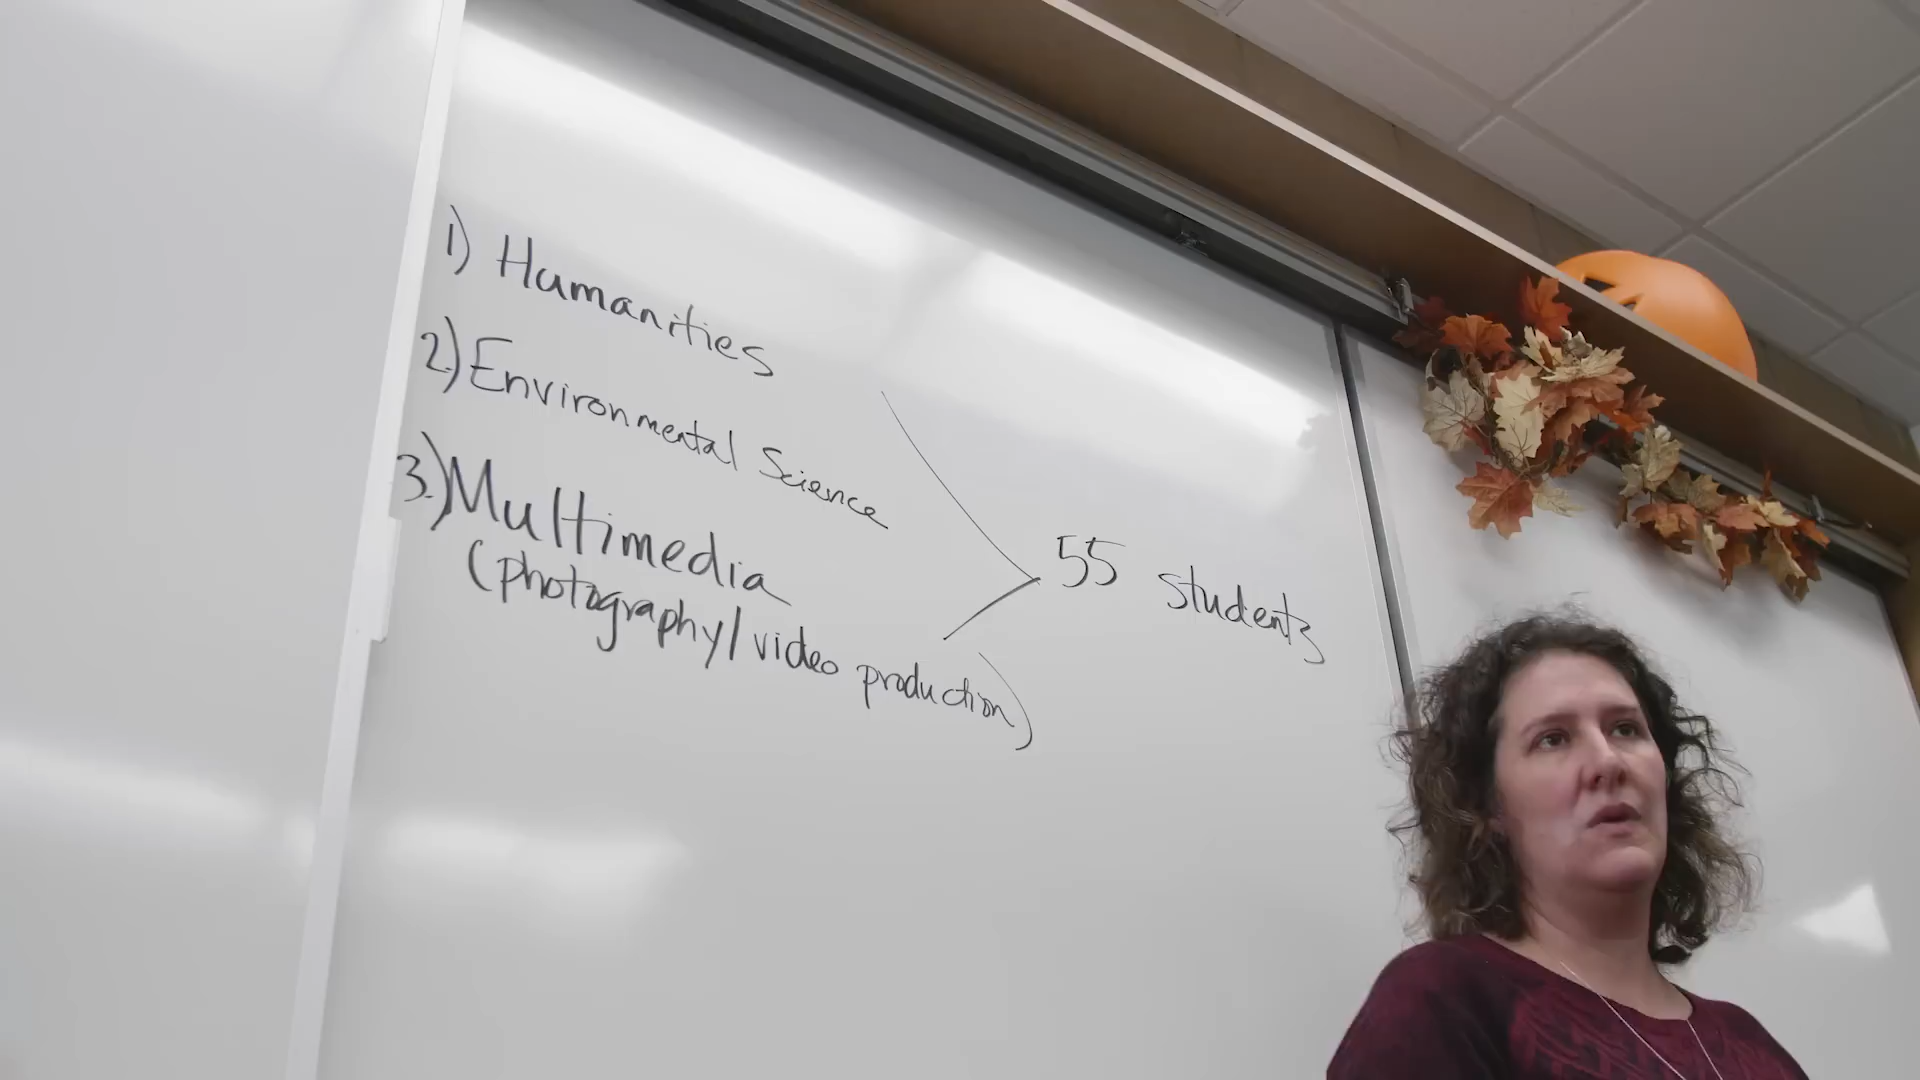 1) Humanities
2.) Environmental Science
3.) Multimedia
(photography/video production)
55 students